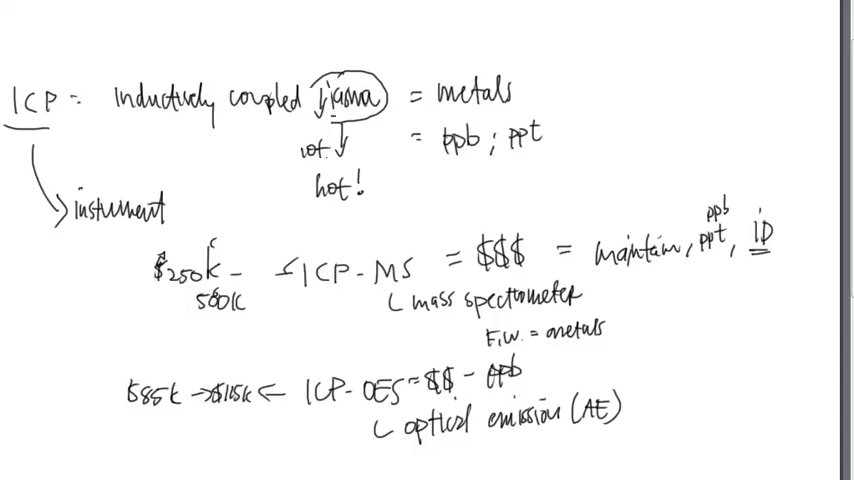 ICP = inductively coupled plasma = metals
= ppb ; ppt
hot!
instrument
$250k - ICP-MS = $$$ = maintain, ppt, ID
ppb
500k
mass spectrometer
F.W. = metals
$85k → $115k ← ICP-OES = $$ - ppb
optical emission (AE)